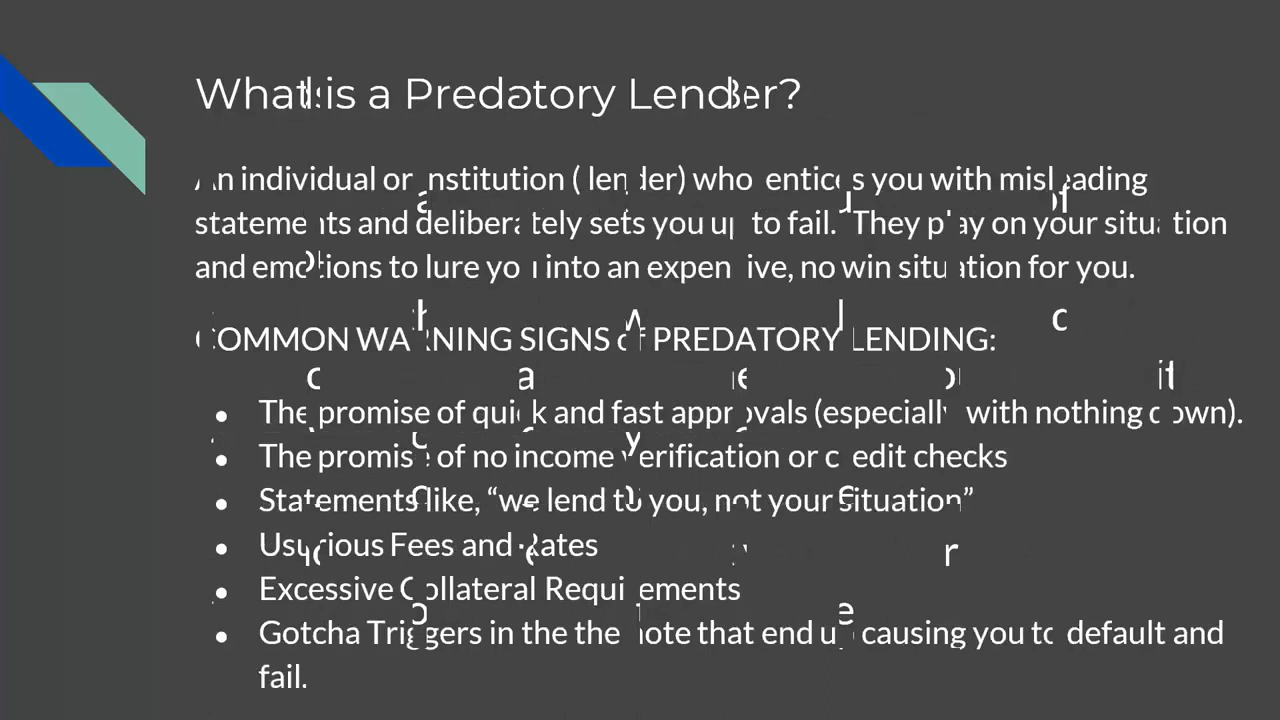 What is a Predatory Lender?
An individual or institution ( lender) who entices you with misleading
statements and deliberately sets you up to fail. They play on your situation
and emotions to lure you into an expensive, no win situation for you.
COMMON WARNING SIGNS of PREDATORY LENDING:
• The promise of quick and fast approvals (especially with nothing down).
• The promise of no income verification or credit checks
• Statements like, “we lend to you, not your situation”
• Usurious Fees and Rates
• Excessive Collateral Requirements
• Gotcha Triggers in the the note that end up causing you to default and
fail.